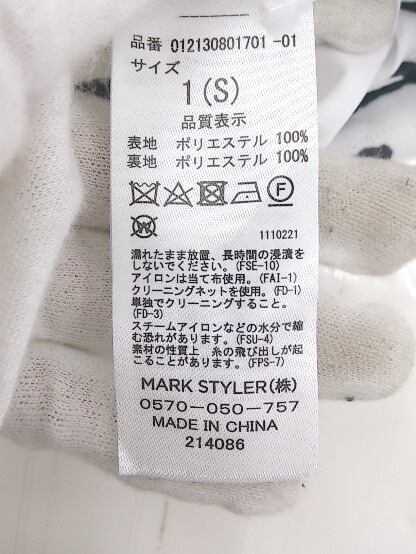 品番 012130801701 -01
サイズ
1(S)
品質表示
表地 ポリエステル 100%
裏地 ポリエステル 100%
F
W
1110221
濡れたまま放置、長時間の浸漬を
しないでください。(FSE-10)
アイロンは当て布使用。(FAI-1)
クリーニングネットを使用。(FD-1)
単独でクリーニングすること。
(FD-3)
スチームアイロンなどの水分で縮
む恐れがあります。(FSU-4)
素材の性質上 糸の飛び出しが起
こることがあります。(FPS-7)
MARK STYLER(株)
0570-050-757
MADE IN CHINA
214086